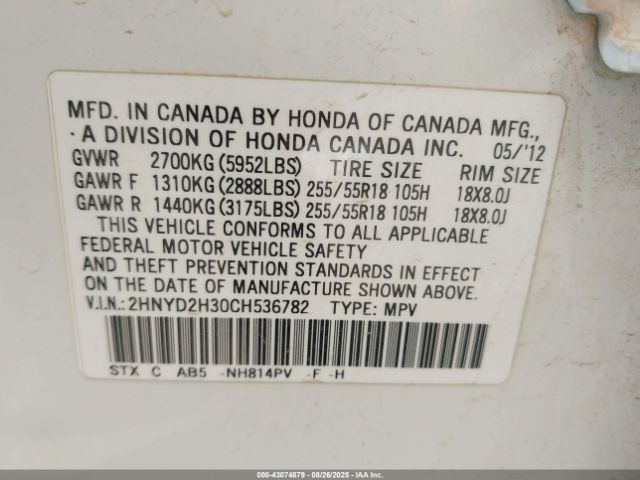 MFD. IN CANADA BY HONDA OF CANADA MFG.,
A DIVISION OF HONDA CANADA INC. 05/'12
GVWR 2700KG (5952LBS) TIRE SIZE RIM SIZE
GAWR F 1310KG (2888LBS) 255/55R18 105H 18X8.0J
GAWR R 1440KG (3175LBS) 255/55R18 105H 18X8.0J
THIS VEHICLE CONFORMS TO ALL APPLICABLE
FEDERAL MOTOR VEHICLE SAFETY
AND THEFT PREVENTION STANDARDS IN EFFECT
ON THE DATE OF MANUFACTURE SHOWN ABOVE.
V.I.N.: 2HNYD2H30CH536782 TYPE: MPV
STX C AB5 -NH814PV -F -H
000-43074879 - 08/26/2025 - IAA Inc.